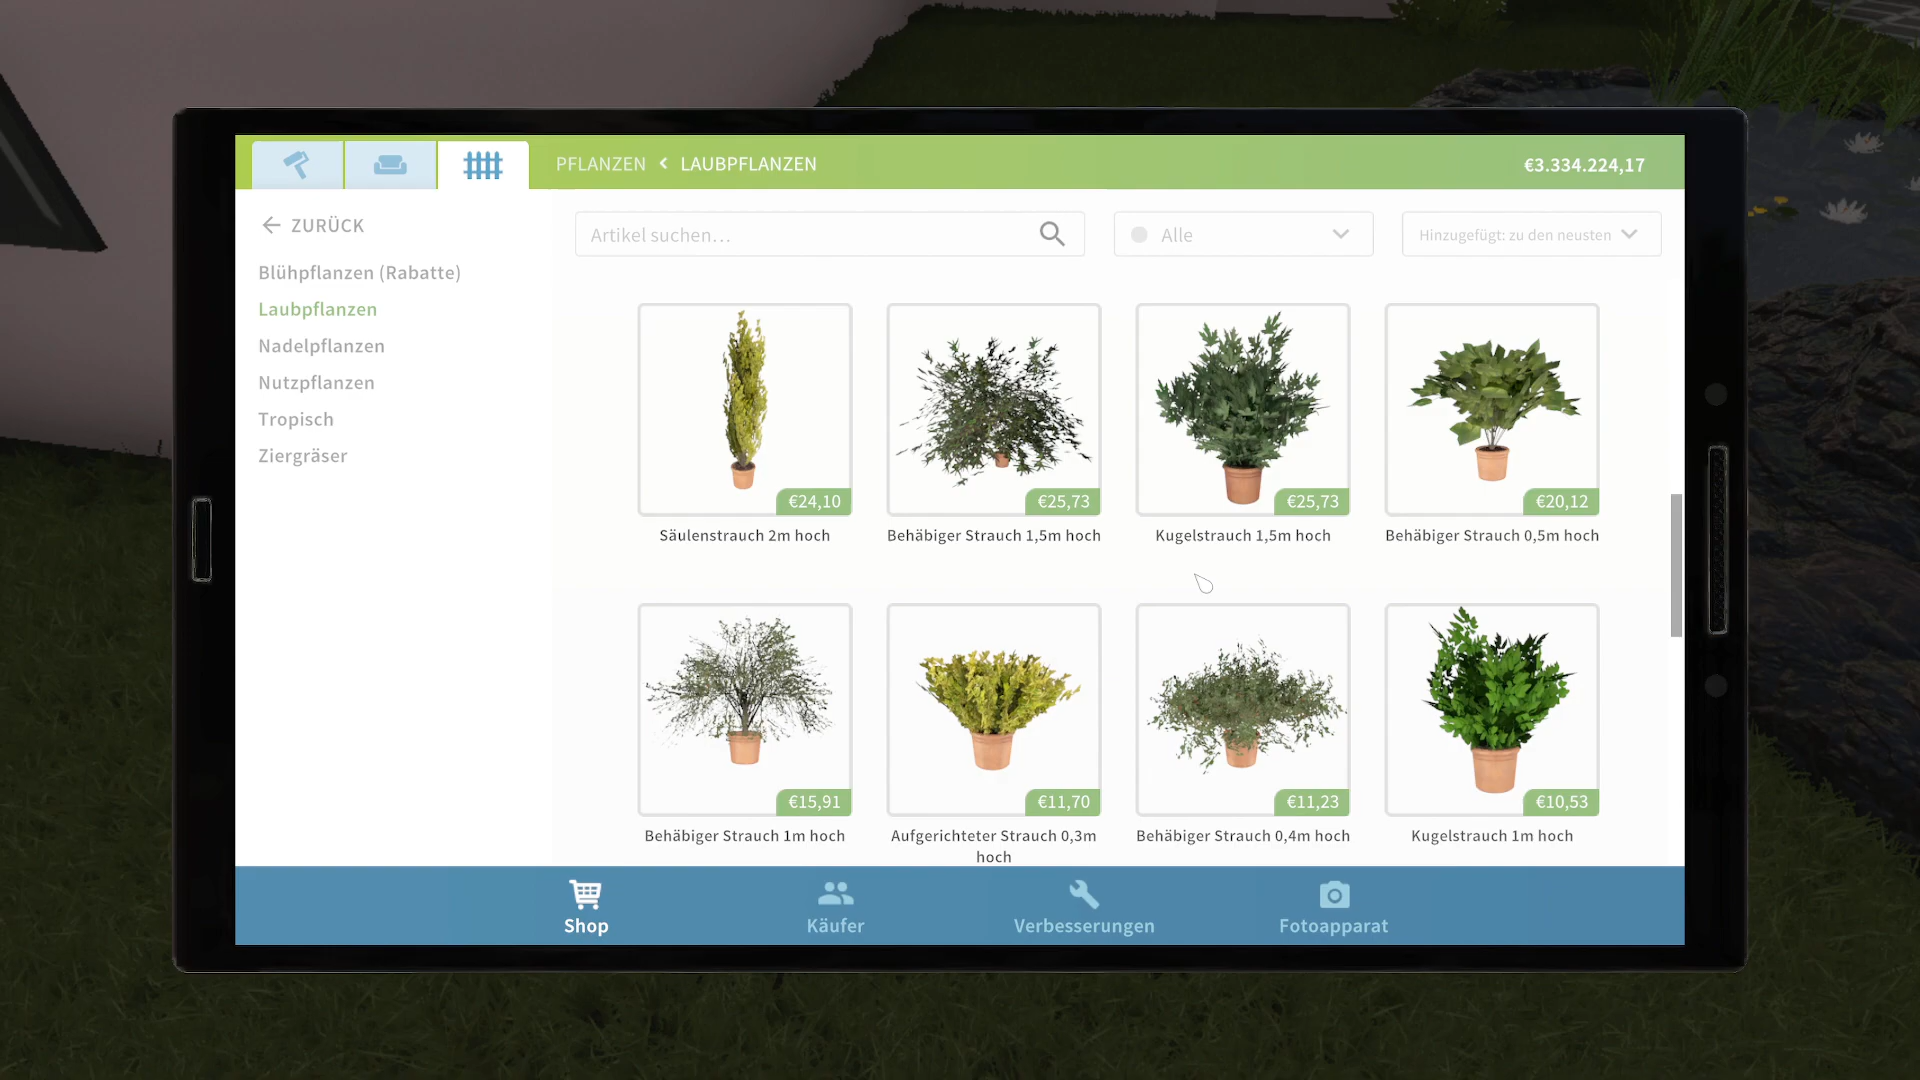 PFLANZEN < LAUBPFLANZEN
€3.334.224,17
ZURÜCK
Blühpflanzen (Rabatte)
Laubpflanzen
Nadelpflanzen
Nutzpflanzen
Tropisch
Ziergräser
Artikel suchen...
Alle
Hinzugefügt: zu den neusten
€24,10
€25,73
€25,73
€20,12
Säulenstrauch 2m hoch
Behäbiger Strauch 1,5m hoch
Kugelstrauch 1,5m hoch
Behäbiger Strauch 0,5m hoch
€15,91
€11,70
€11,23
€10,53
Behäbiger Strauch 1m hoch
Aufgerichteter Strauch 0,3m
hoch
Behäbiger Strauch 0,4m hoch
Kugelstrauch 1m hoch
Shop
Käufer
Verbesserungen
Fotoapparat